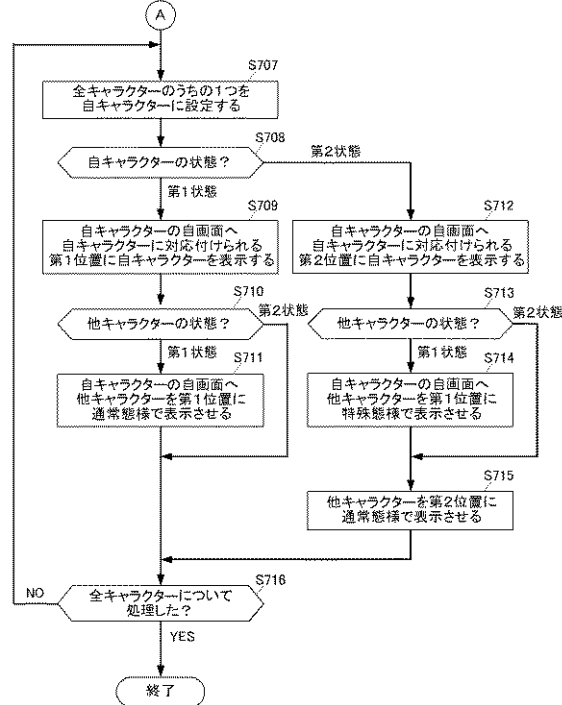 A
S707
全キャラクターのうちの1つを
自キャラクターに設定する
S708
自キャラクターの状態?
第2状態
第1状態
S709
自キャラクターの自画面へ
自キャラクターに対応付けられる
第1位置に自キャラクターを表示する
S712
自キャラクターの自画面へ
自キャラクターに対応付けられる
第2位置に自キャラクターを表示する
S710
他キャラクターの状態?
第2状態
第1状態
S713
他キャラクターの状態?
第2状態
第1状態
S711
自キャラクターの自画面へ
他キャラクターを第1位置に
通常態様で表示させる
S714
自キャラクターの自画面へ
他キャラクターを第1位置に
特殊態様で表示させる
S715
他キャラクターを第2位置に
通常態様で表示させる
S716
全キャラクターについて
処理した?
NO
YES
終了